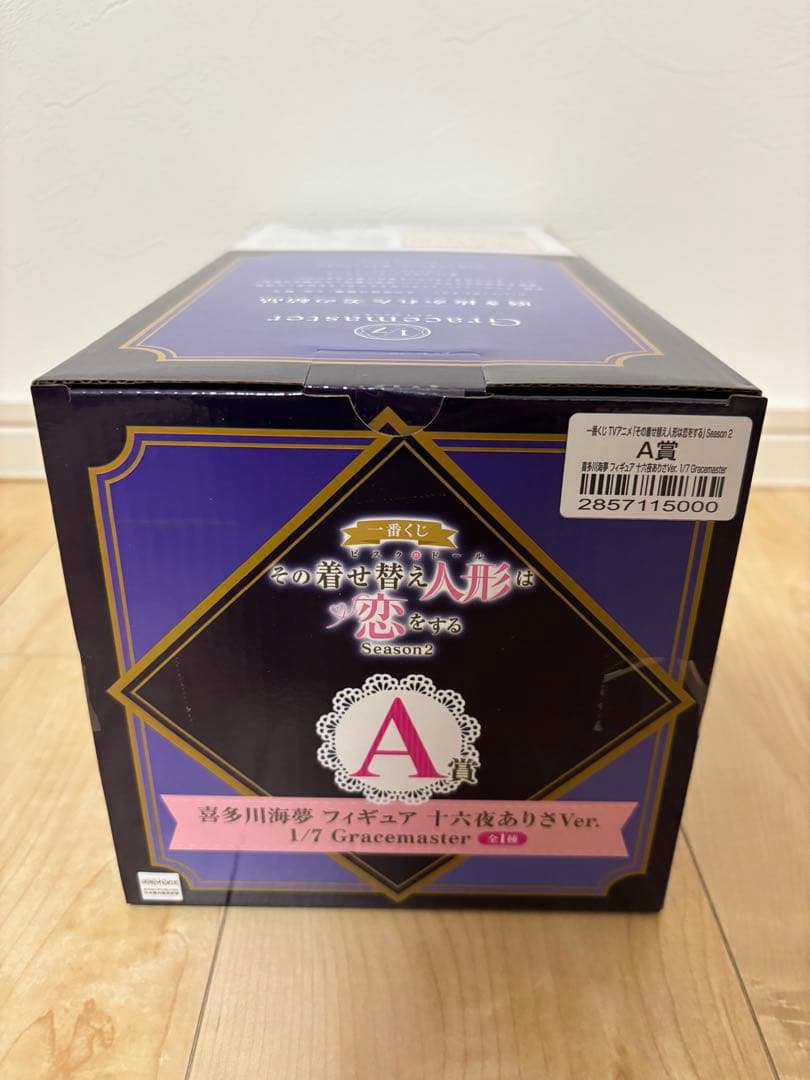 Gracemaster
1/7
一番くじ TVアニメ「その着せ替え人形は恋をする」Season 2
A賞
喜多川海夢 フィギュア 十六夜ありさVer. 1/7 Gracemaster
2857115000
一番くじ
ビスク・ドール
その着せ替え人形は
恋をする
Season2
A賞
喜多川海夢 フィギュア 十六夜ありさVer.
1/7 Gracemaster 全1種